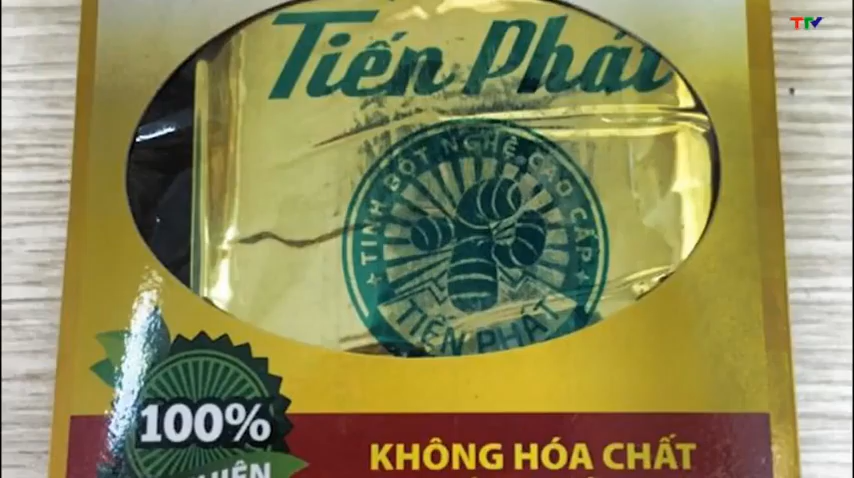 TTV
Tiến Phát
TINH BỘT NGHỆ CAO CẤP
TIẾN PHÁT
100%
KHÔNG HÓA CHẤT